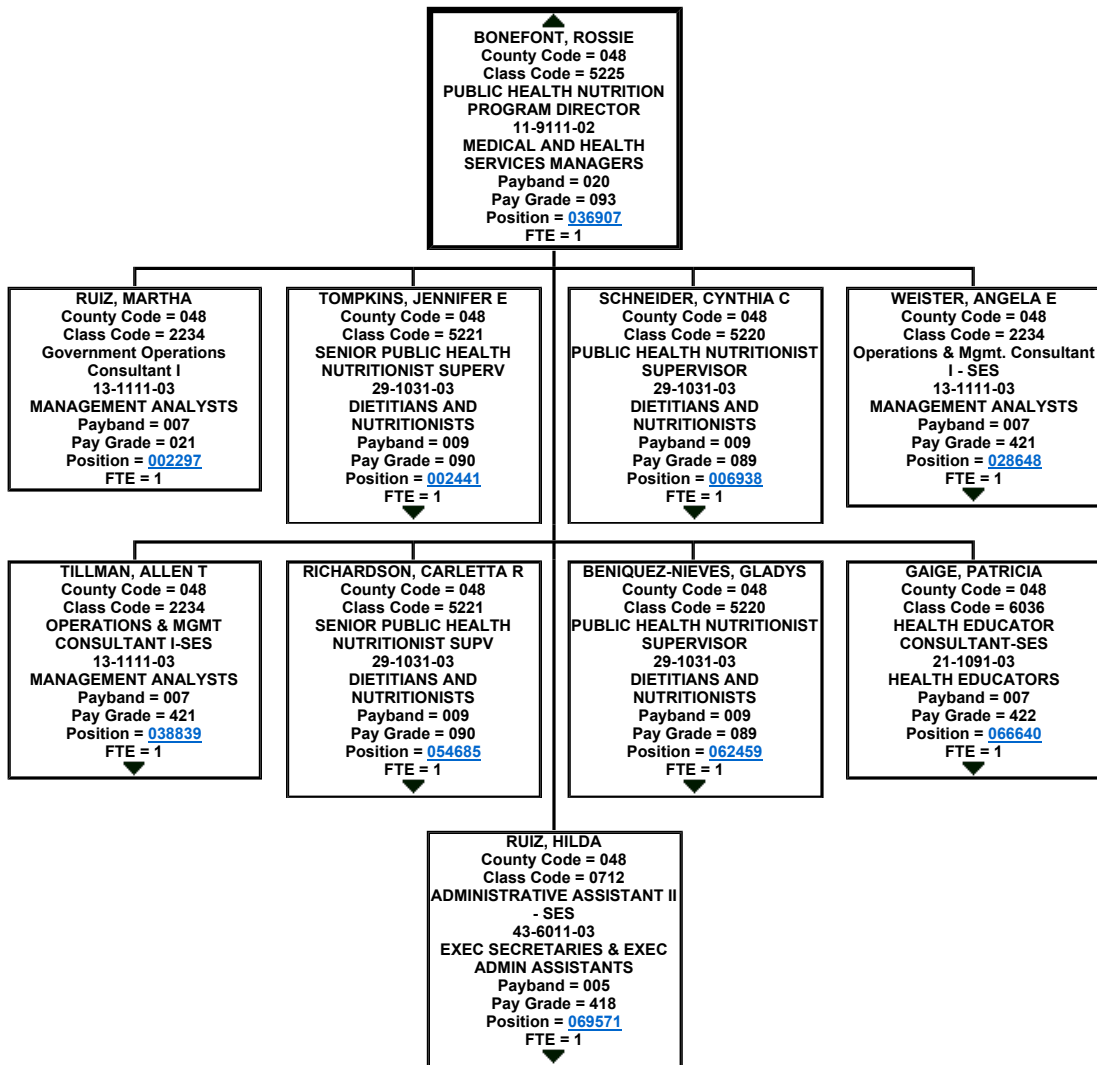 BONEFONT, ROSSIE
County Code = 048
Class Code = 5225
PUBLIC HEALTH NUTRITION
PROGRAM DIRECTOR
11-9111-02
MEDICAL AND HEALTH
SERVICES MANAGERS
Payband = 020
Pay Grade = 093
Position = 036907
FTE = 1
RUIZ, MARTHA
County Code = 048
Class Code = 2234
Government Operations
Consultant I
13-1111-03
MANAGEMENT ANALYSTS
Payband = 007
Pay Grade = 021
Position = 002297
FTE = 1
TOMPKINS, JENNIFER E
County Code = 048
Class Code = 5221
SENIOR PUBLIC HEALTH
NUTRITIONIST SUPERV
29-1031-03
DIETITIANS AND
NUTRITIONISTS
Payband = 009
Pay Grade = 090
Position = 002441
FTE = 1
SCHNEIDER, CYNTHIA C
County Code = 048
Class Code = 5220
PUBLIC HEALTH NUTRITIONIST
SUPERVISOR
29-1031-03
DIETITIANS AND
NUTRITIONISTS
Payband = 009
Pay Grade = 089
Position = 006938
FTE = 1
WEISTER, ANGELA E
County Code = 048
Class Code = 2234
Operations & Mgmt. Consultant
I - SES
13-1111-03
MANAGEMENT ANALYSTS
Payband = 007
Pay Grade = 421
Position = 028648
FTE = 1
TILLMAN, ALLEN T
County Code = 048
Class Code = 2234
OPERATIONS & MGMT
CONSULTANT I-SES
13-1111-03
MANAGEMENT ANALYSTS
Payband = 007
Pay Grade = 421
Position = 038839
FTE = 1
RICHARDSON, CARLETTA R
County Code = 048
Class Code = 5221
SENIOR PUBLIC HEALTH
NUTRITIONIST SUPV
29-1031-03
DIETITIANS AND
NUTRITIONISTS
Payband = 009
Pay Grade = 090
Position = 054685
FTE = 1
BENIQUEZ-NIEVES, GLADYS
County Code = 048
Class Code = 5220
PUBLIC HEALTH NUTRITIONIST
SUPERVISOR
29-1031-03
DIETITIANS AND
NUTRITIONISTS
Payband = 009
Pay Grade = 089
Position = 062459
FTE = 1
GAIGE, PATRICIA
County Code = 048
Class Code = 6036
HEALTH EDUCATOR
CONSULTANT-SES
21-1091-03
HEALTH EDUCATORS
Payband = 007
Pay Grade = 422
Position = 066640
FTE = 1
RUIZ, HILDA
County Code = 048
Class Code = 0712
ADMINISTRATIVE ASSISTANT II
- SES
43-6011-03
EXEC SECRETARIES & EXEC
ADMIN ASSISTANTS
Payband = 005
Pay Grade = 418
Position = 069571
FTE = 1